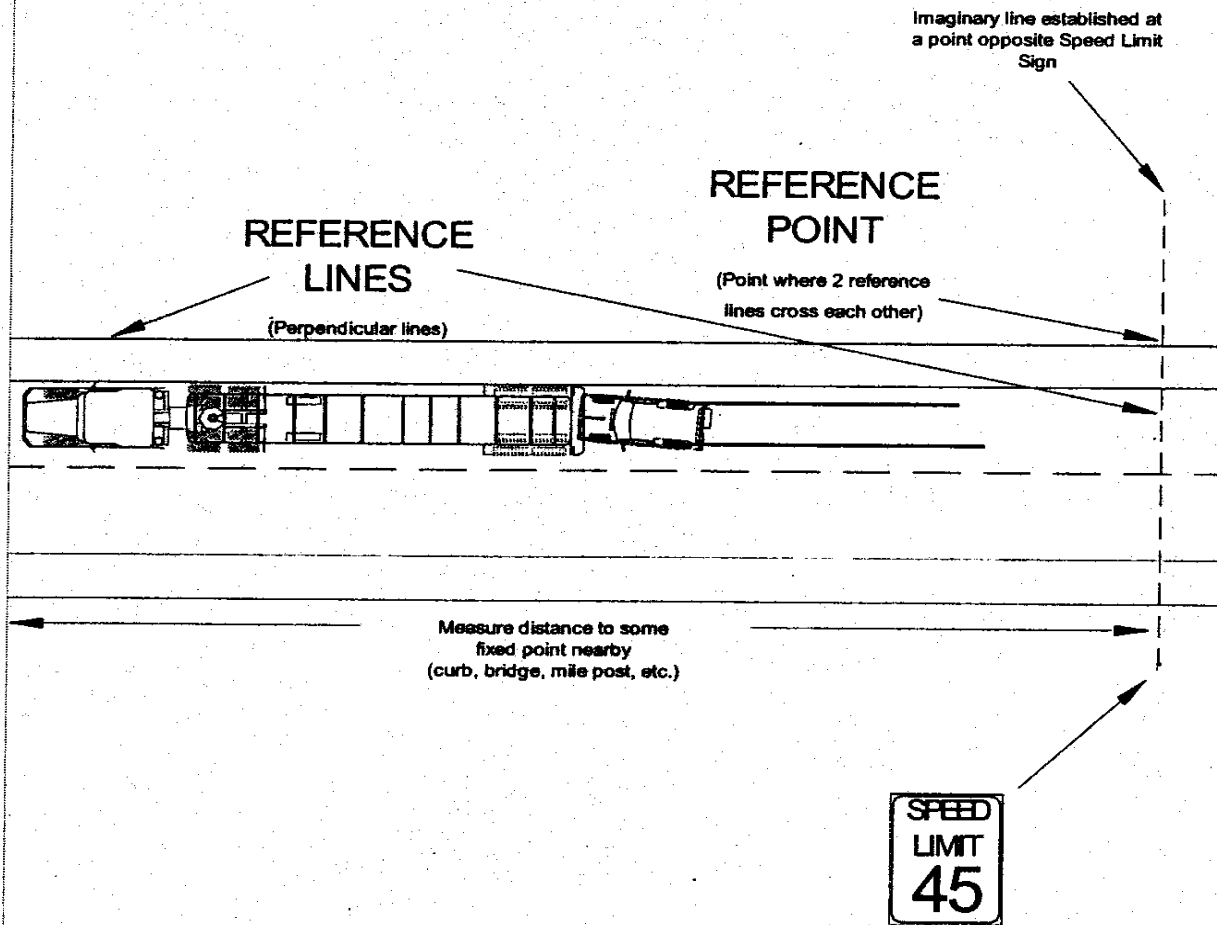 Imaginary line established at
a point opposite Speed Limit
Sign
REFERENCE
POINT
(Point where 2 reference
lines cross each other)
REFERENCE
LINES
(Perpendicular lines)
Measure distance to some
fixed point nearby
(curb, bridge, mile post, etc.)
SPEED
LIMIT
45